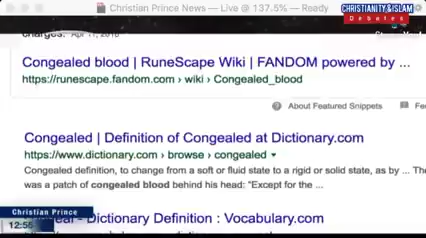 Christian Prince News — Live @ 137.5% — Ready
CHRISTIANITY & ISLAM
Debates
charges. Apr 17, 2018
Congealed blood | RuneScape Wiki | FANDOM powered by ...
https://runescape.fandom.com › wiki › Congealed_blood
About Featured Snippets
Congealed | Definition of Congealed at Dictionary.com
https://www.dictionary.com › browse › congealed
Congealed definition, to change from a soft or fluid state to a rigid or solid state, as by ... The
was a patch of congealed blood behind his head: "Except for the ...
Christian Prince
12:56
- Dictionary Definition : Vocabulary.com